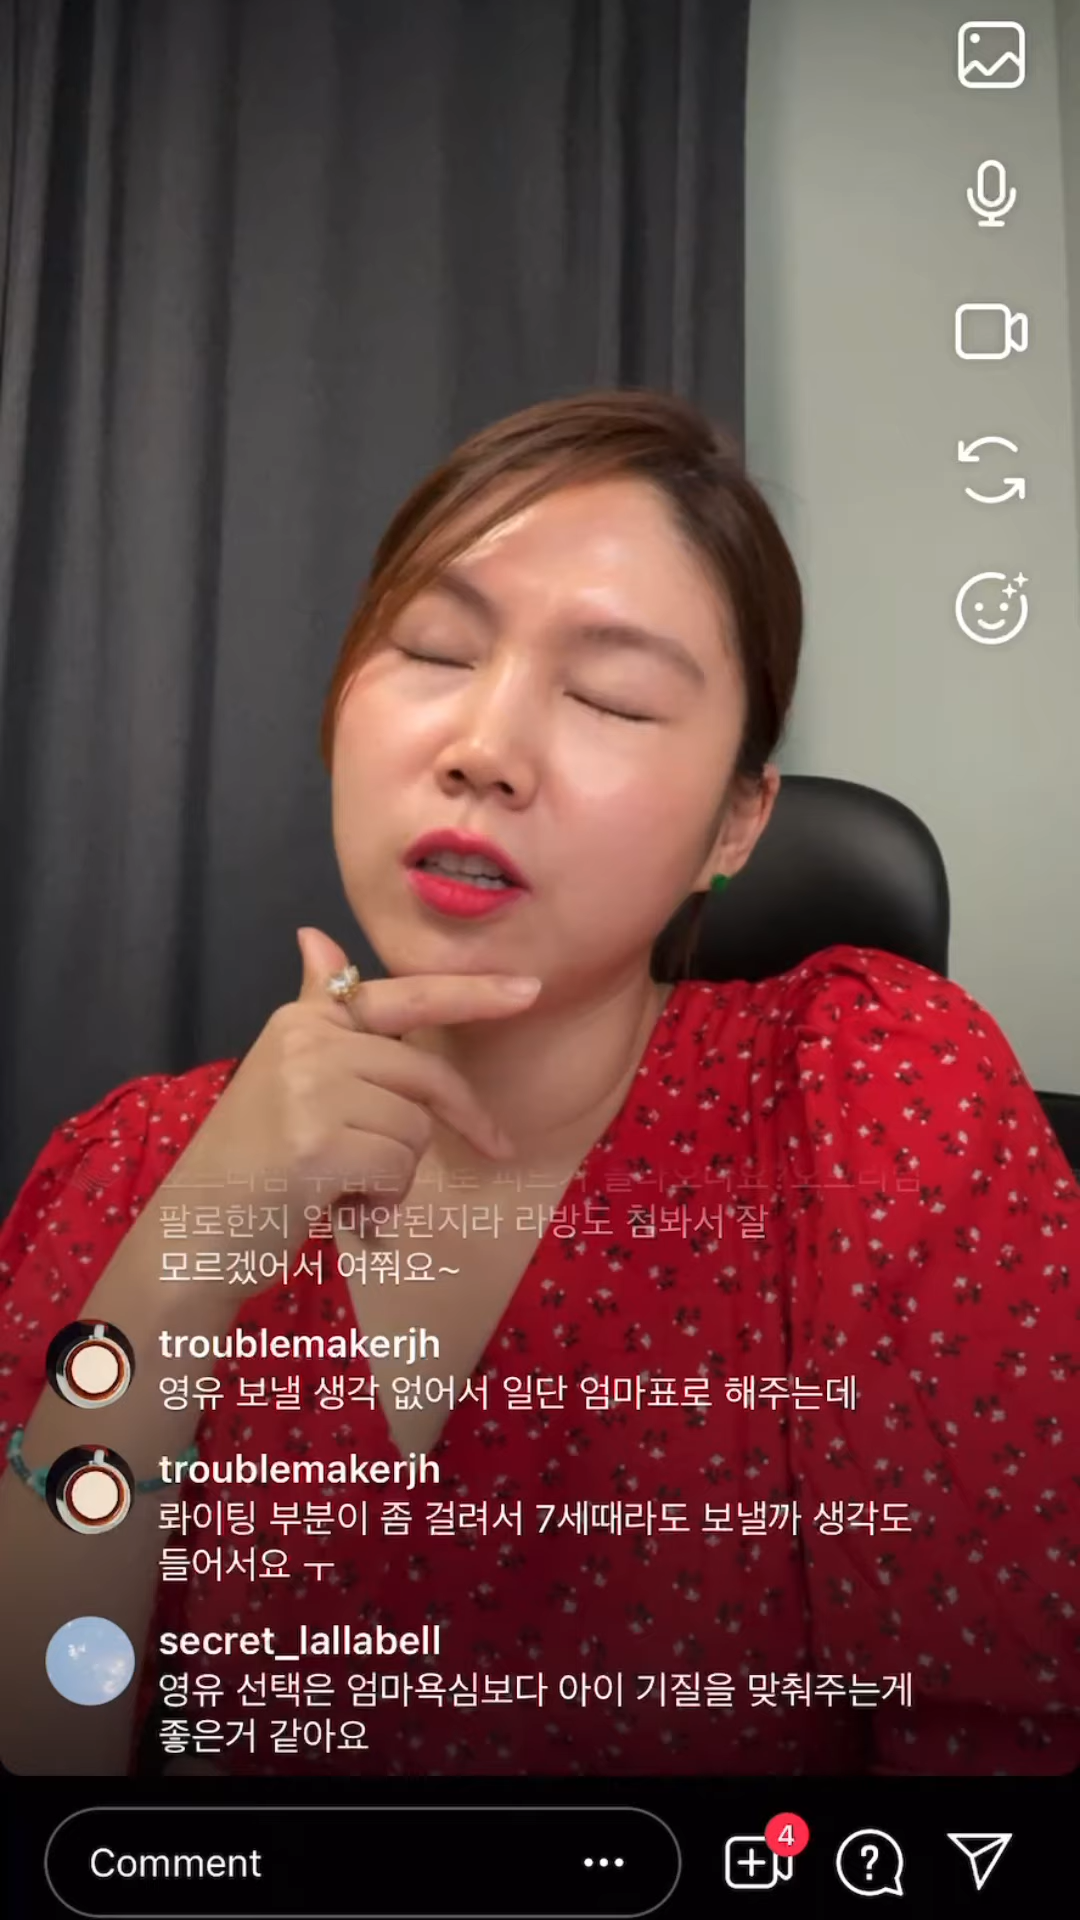 팔로한지 얼마안된지라 라방도 첨봐서 잘
모르겠어서 여쭤요~
troublemakerjh
영유 보낼 생각 없어서 일단 엄마표로 해주는데
troublemakerjh
롸이팅 부분이 좀 걸려서 7세때라도 보낼까 생각도
들어서요 ㅜ
secret_lallabell
영유 선택은 엄마욕심보다 아이 기질을 맞춰주는게
좋은거 같아요
Comment
4